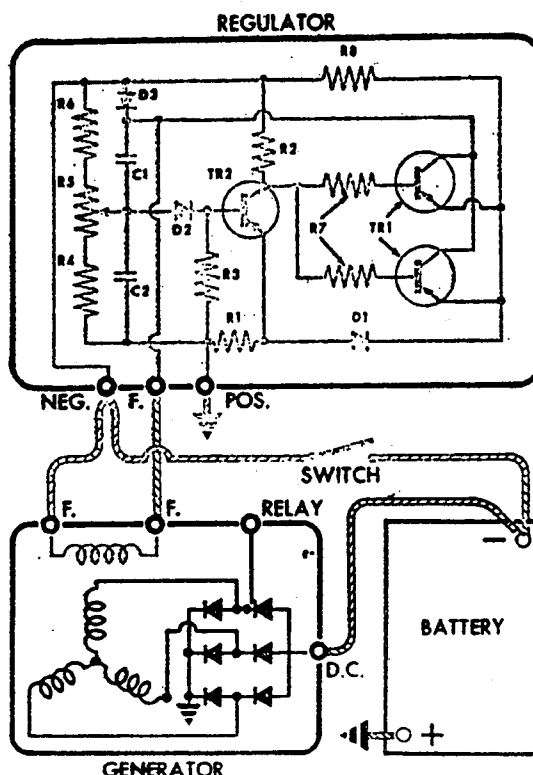 REGULATOR
R8
R6
D3
R2
C1
TR2
R5
D2
R7
TR1
R4
C2
R3
R1
D1
NEG.
F.
POS.
SWITCH
F.
F.
RELAY
−
BATTERY
D.C.
+
GENERATOR